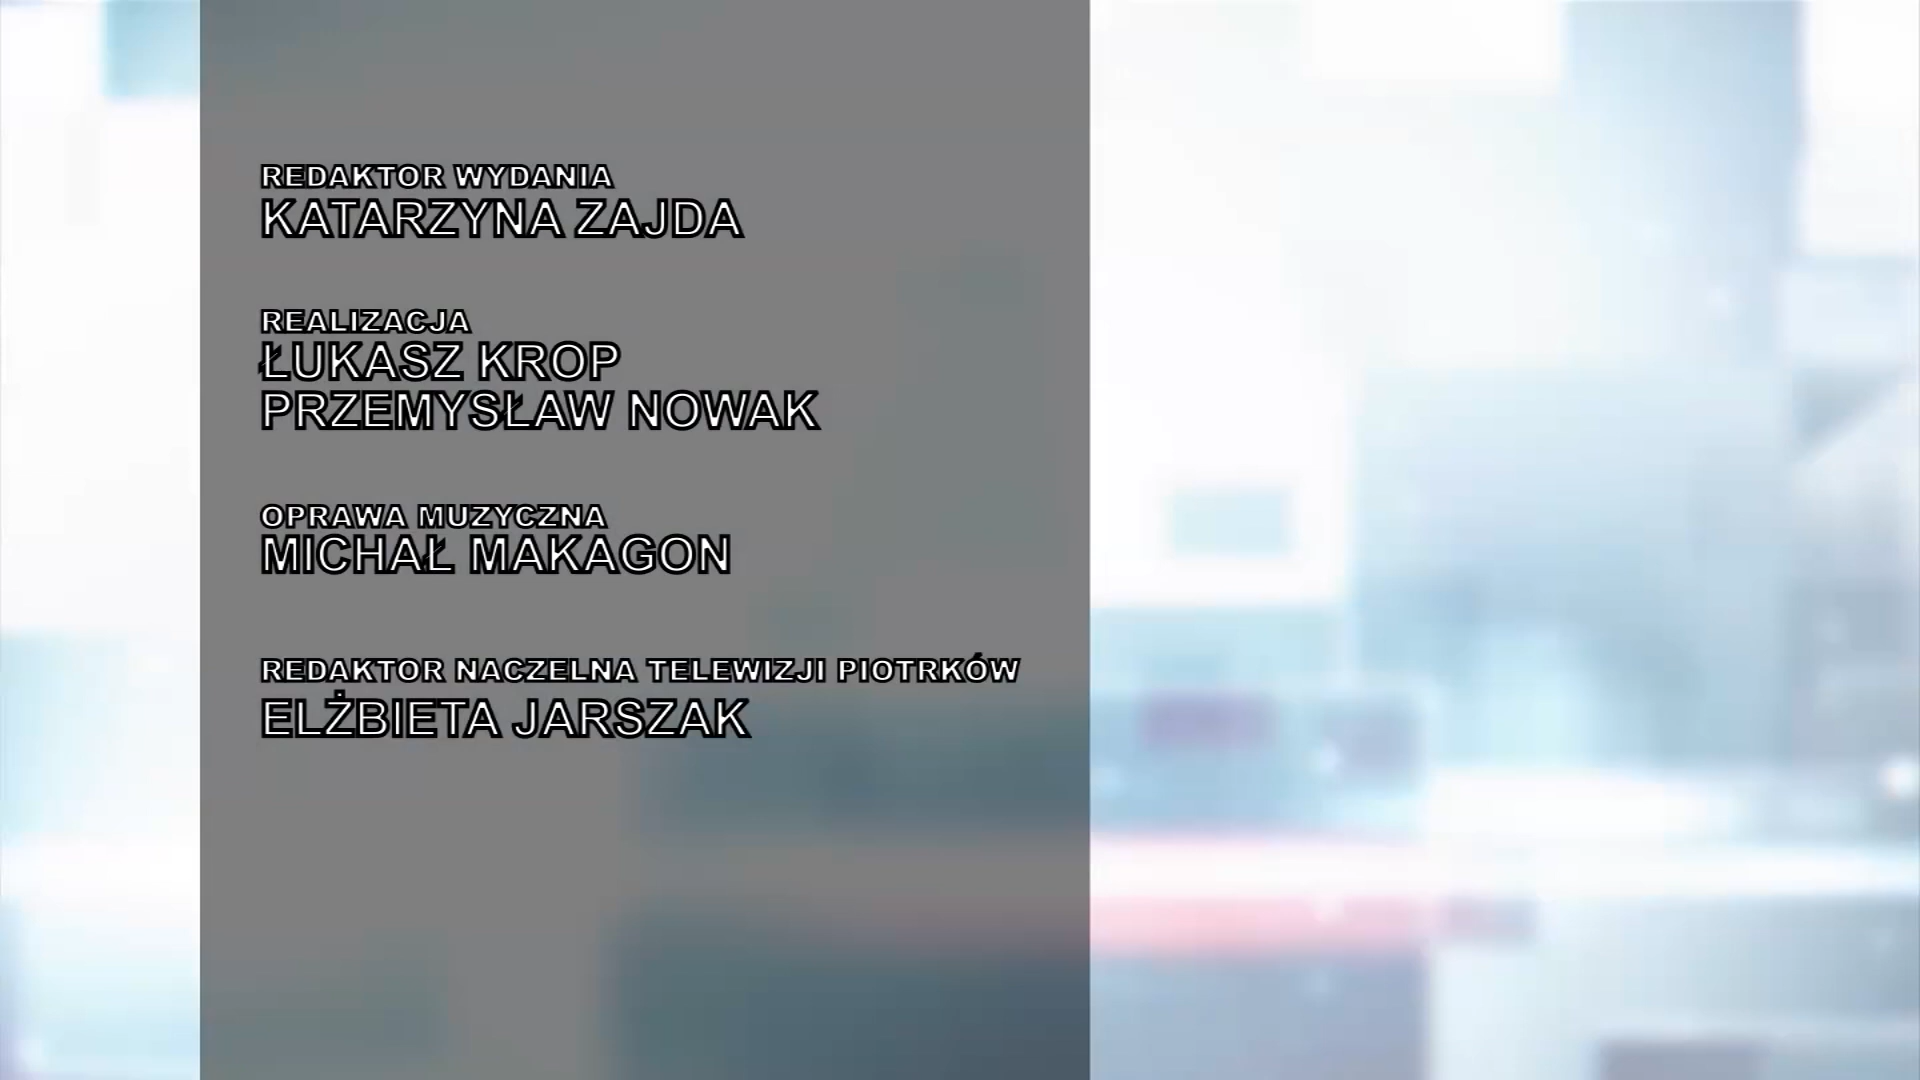 REDAKTOR WYDANIA
KATARZYNA ZAJDA
REALIZACJA
ŁUKASZ KROP
PRZEMYSŁAW NOWAK
OPRAWA MUZYCZNA
MICHAŁ MAKAGON
REDAKTOR NACZELNA TELEWIZJI PIOTRKÓW
ELŻBIETA JARSZAK